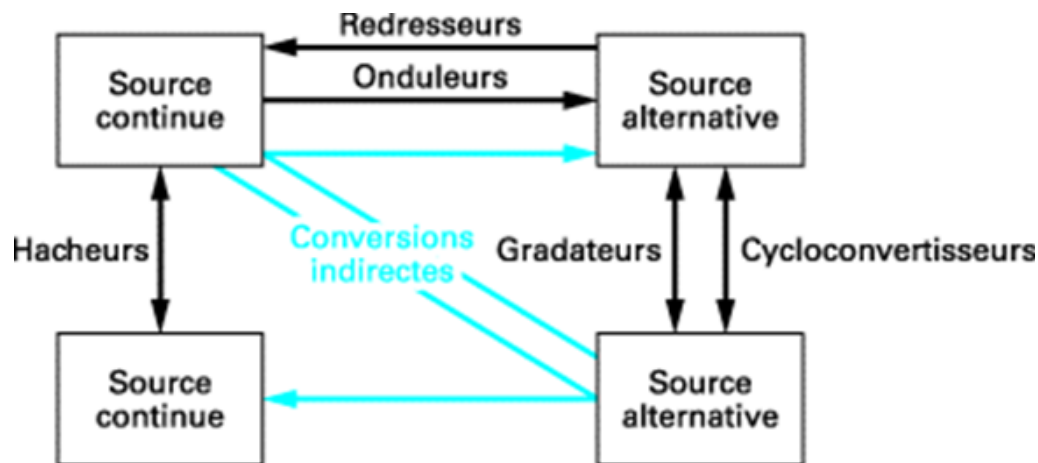 Redresseurs
Source
continue
Onduleurs
Source
alternative
Hacheurs
Conversions
indirectes
Gradateurs
Cycloconvertisseurs
Source
continue
Source
alternative